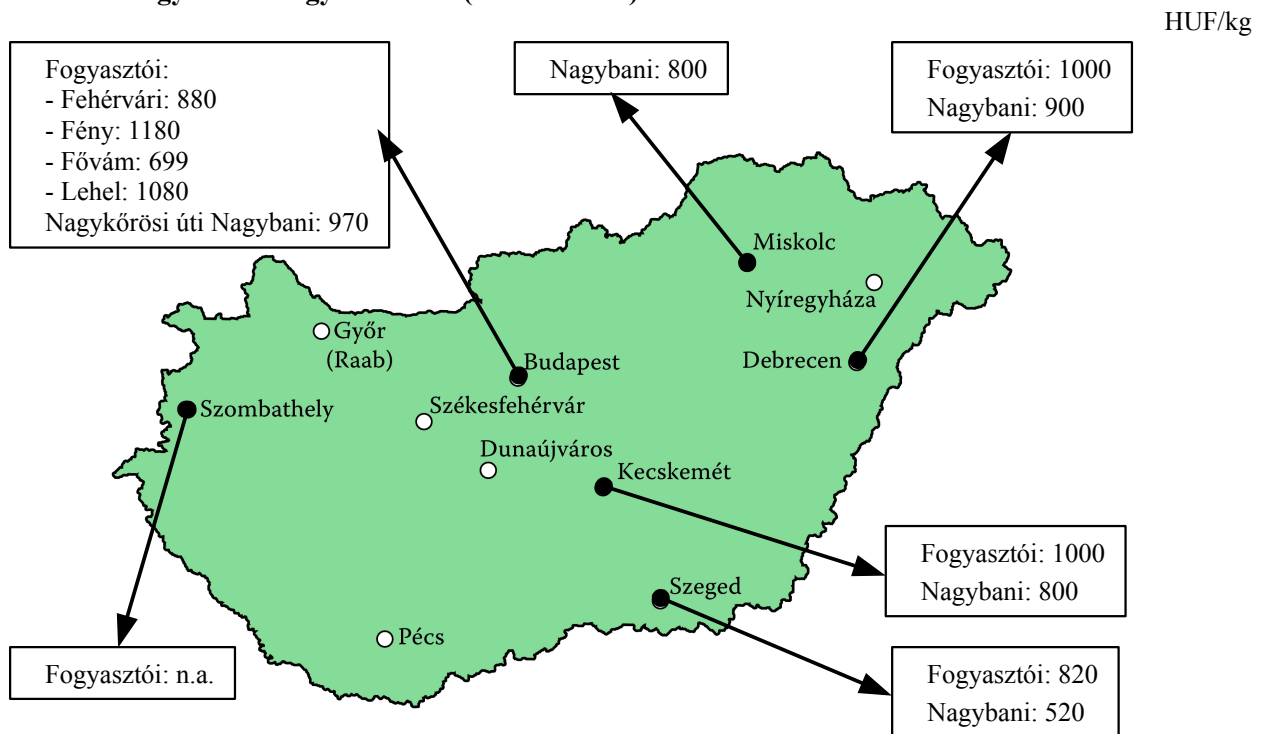 HUF/kg
Fogyasztói:
- Fehérvári: 880
- Fény: 1180
- Fővám: 699
- Lehel: 1080
Nagykőrösi úti Nagybani: 970
Nagybani: 800
Fogyasztói: 1000
Nagybani: 900
Miskolc
Nyíregyháza
Győr
(Raab)
Budapest
Debrecen
Szombathely
Székesfehérvár
Dunaújváros
Kecskemét
Fogyasztói: 1000
Nagybani: 800
Szeged
Pécs
Fogyasztói: n.a.
Fogyasztói: 820
Nagybani: 520